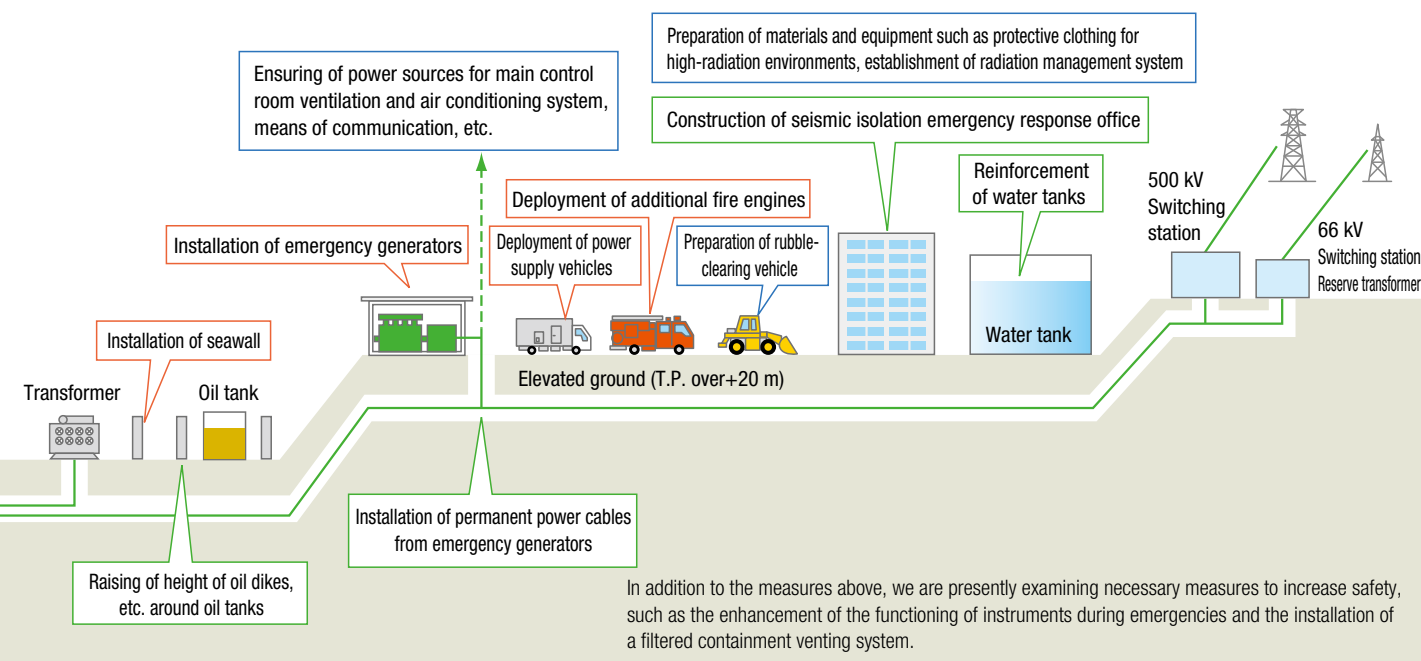 Preparation of materials and equipment such as protective clothing for
high-radiation environments, establishment of radiation management system
Ensuring of power sources for main control
room ventilation and air conditioning system,
means of communication, etc.
Construction of seismic isolation emergency response office
Reinforcement
of water tanks
500 kV
Switching
station
66 kV
Switching station
Reserve transformer
Deployment of additional fire engines
Installation of emergency generators
Deployment of power
supply vehicles
Preparation of rubble-
clearing vehicle
Installation of seawall
Water tank
Elevated ground (T.P. over+20 m)
Transformer
Oil tank
Installation of permanent power cables
from emergency generators
Raising of height of oil dikes,
etc. around oil tanks
In addition to the measures above, we are presently examining necessary measures to increase safety,
such as the enhancement of the functioning of instruments during emergencies and the installation of
a filtered containment venting system.